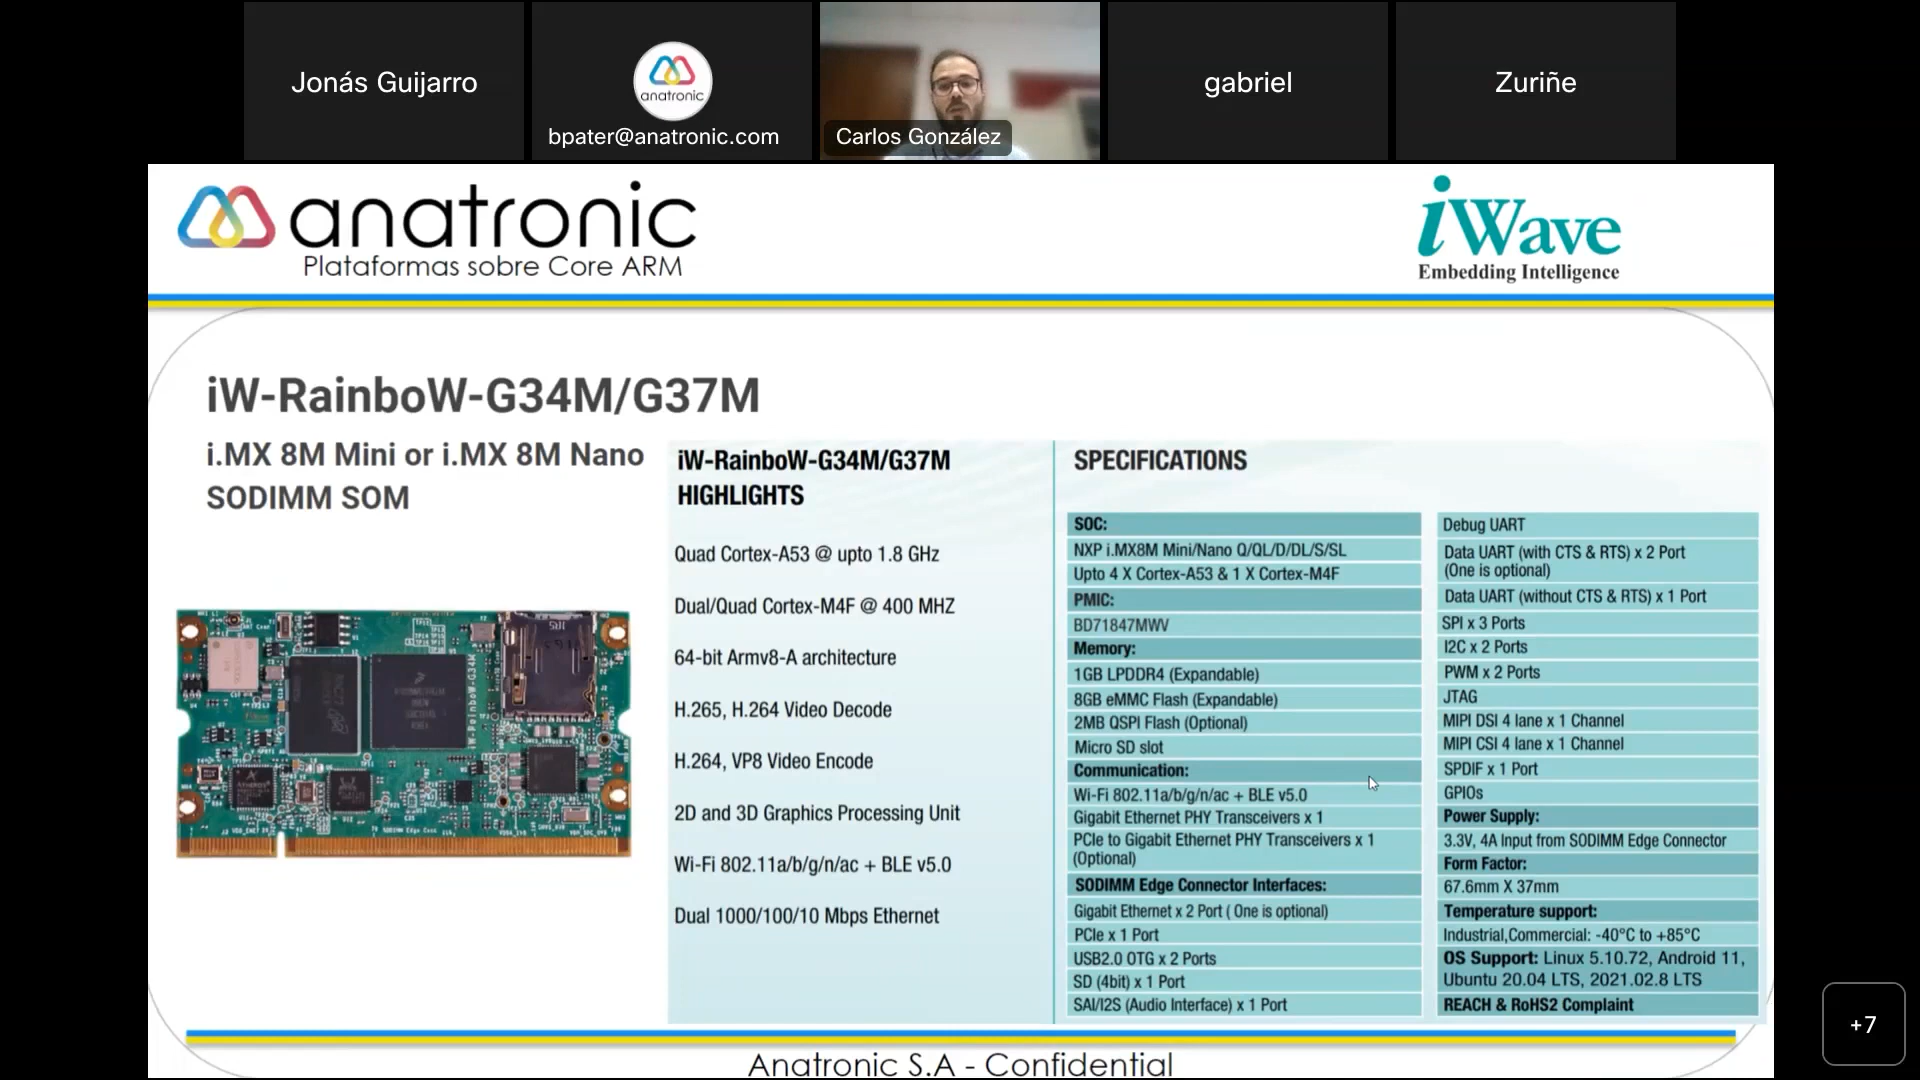 Jonás Guijarro
anatronic
bpater@anatronic.com
Carlos González
gabriel
Zuriñe
anatronic
Plataformas sobre Core ARM
iWave
Embedding Intelligence
iW-RainboW-G34M/G37M
i.MX 8M Mini or i.MX 8M Nano
SODIMM SOM
iW-RainboW-G34M/G37M
HIGHLIGHTS
Quad Cortex-A53 @ upto 1.8 GHz
Dual/Quad Cortex-M4F @ 400 MHZ
64-bit Armv8-A architecture
H.265, H.264 Video Decode
H.264, VP8 Video Encode
2D and 3D Graphics Processing Unit
Wi-Fi 802.11a/b/g/n/ac + BLE v5.0
Dual 1000/100/10 Mbps Ethernet
SPECIFICATIONS
SOC:
NXP i.MX8M Mini/Nano Q/QL/D/DL/S/SL
Upto 4 X Cortex-A53 & 1 X Cortex-M4F
PMIC:
BD71847MWV
Memory:
1GB LPDDR4 (Expandable)
8GB eMMC Flash (Expandable)
2MB QSPI Flash (Optional)
Micro SD slot
Communication:
Wi-Fi 802.11a/b/g/n/ac + BLE v5.0
Gigabit Ethernet PHY Transceivers x 1
PCIe to Gigabit Ethernet PHY Transceivers x 1
(Optional)
SODIMM Edge Connector Interfaces:
Gigabit Ethernet x 2 Port ( One is optional)
PCIe x 1 Port
USB2.0 OTG x 2 Ports
SD (4bit) x 1 Port
SAI/I2S (Audio Interface) x 1 Port
Debug UART
Data UART (with CTS & RTS) x 2 Port
(One is optional)
Data UART (without CTS & RTS) x 1 Port
SPI x 3 Ports
I2C x 2 Ports
PWM x 2 Ports
JTAG
MIPI DSI 4 lane x 1 Channel
MIPI CSI 4 lane x 1 Channel
SPDIF x 1 Port
GPIOs
Power Supply:
3.3V, 4A Input from SODIMM Edge Connector
Form Factor:
67.6mm X 37mm
Temperature support:
Industrial,Commercial: -40°C to +85°C
OS Support: Linux 5.10.72, Android 11,
Ubuntu 20.04 LTS, 2021.02.8 LTS
REACH & RoHS2 Complaint
iW-RainboW-G34M
Anatronic S.A - Confidential
+7